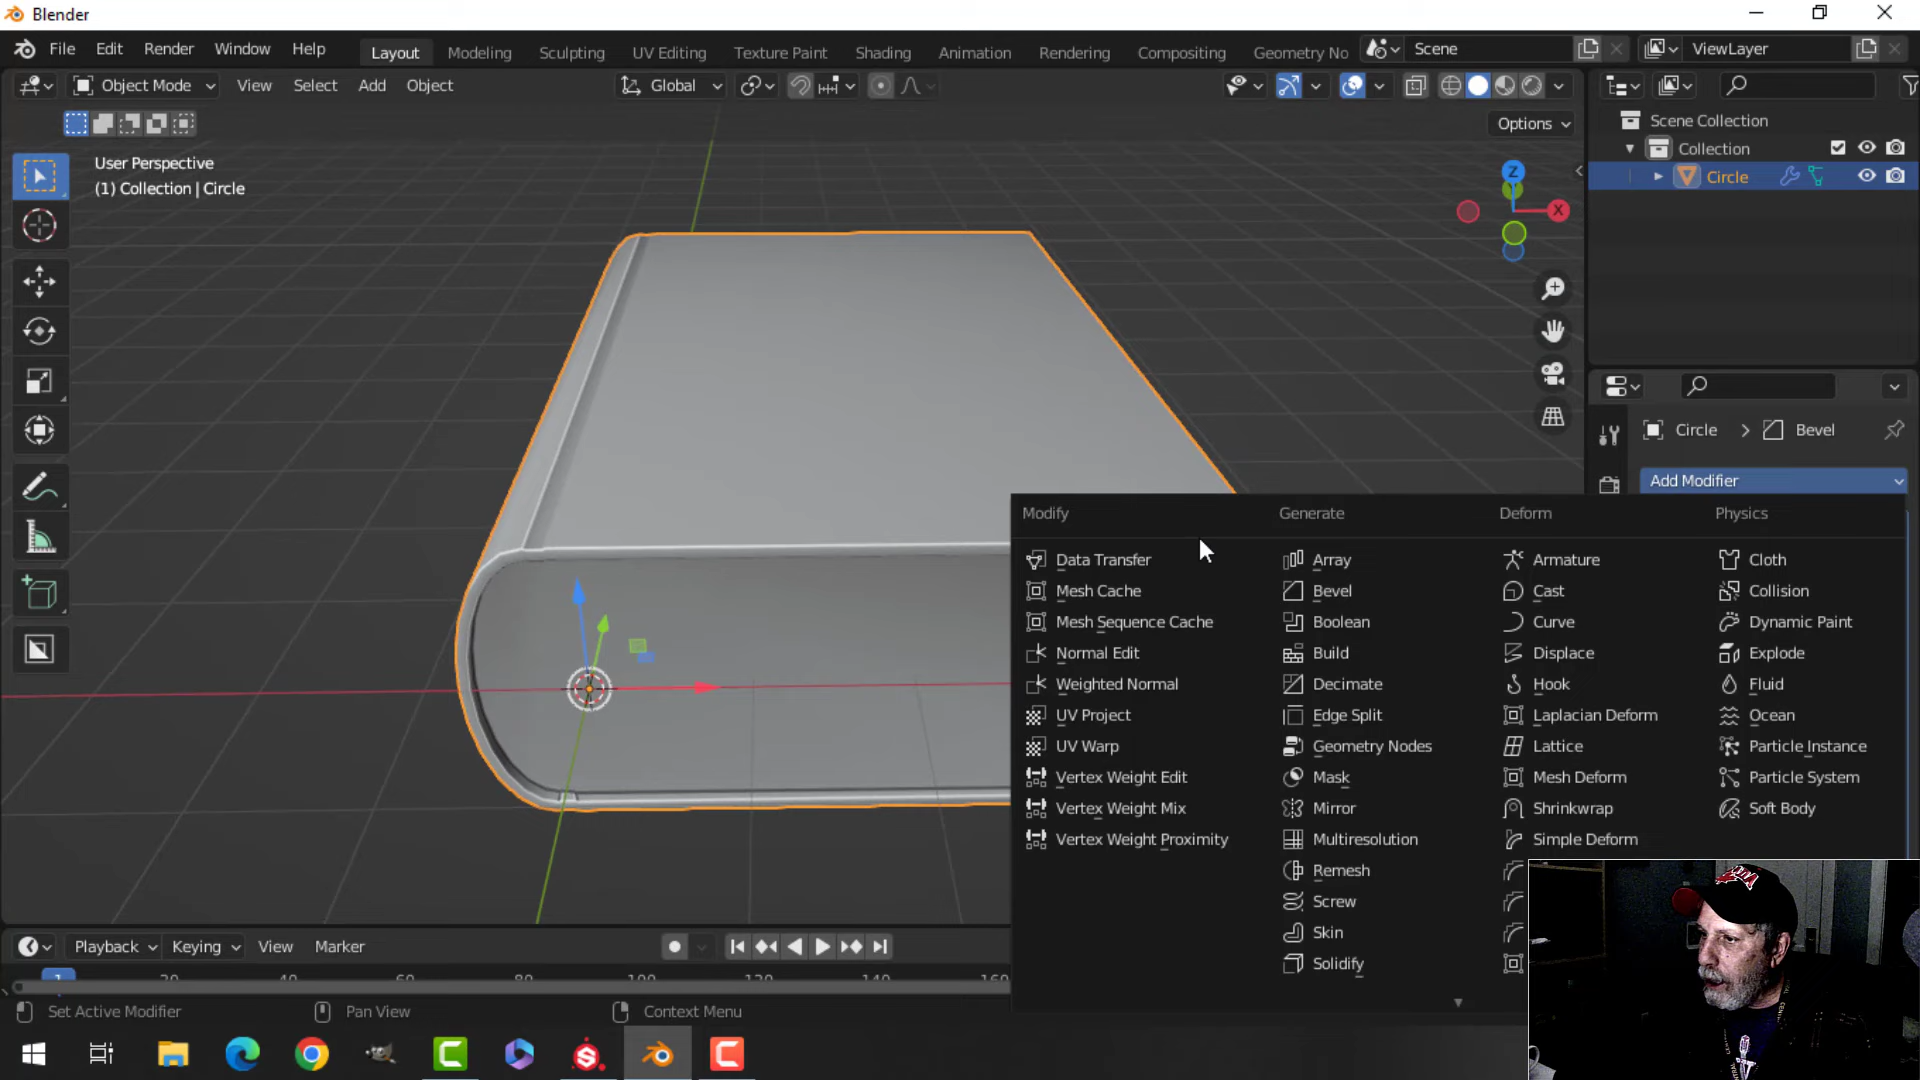 Blender
File Edit Render Window Help Layout Modeling Sculpting UV Editing Texture Paint Shading Animation Rendering Compositing Geometry No Scene ViewLayer
Object Mode View Select Add Object Global
Options
User Perspective
(1) Collection | Circle
Scene Collection
Collection
Circle
Z
X
Circle > Bevel
Add Modifier
Modify Generate Deform Physics
Data Transfer Array Armature Cloth
Mesh Cache Bevel Cast Collision
Mesh Sequence Cache Boolean Curve Dynamic Paint
Normal Edit Build Displace Explode
Weighted Normal Decimate Hook Fluid
UV Project Edge Split Laplacian Deform Ocean
UV Warp Geometry Nodes Lattice Particle Instance
Vertex Weight Edit Mask Mesh Deform Particle System
Vertex Weight Mix Mirror Shrinkwrap Soft Body
Vertex Weight Proximity Multiresolution Simple Deform
Remesh
Screw
Skin
Solidify
Playback Keying View Marker
1
Set Active Modifier Pan View Context Menu